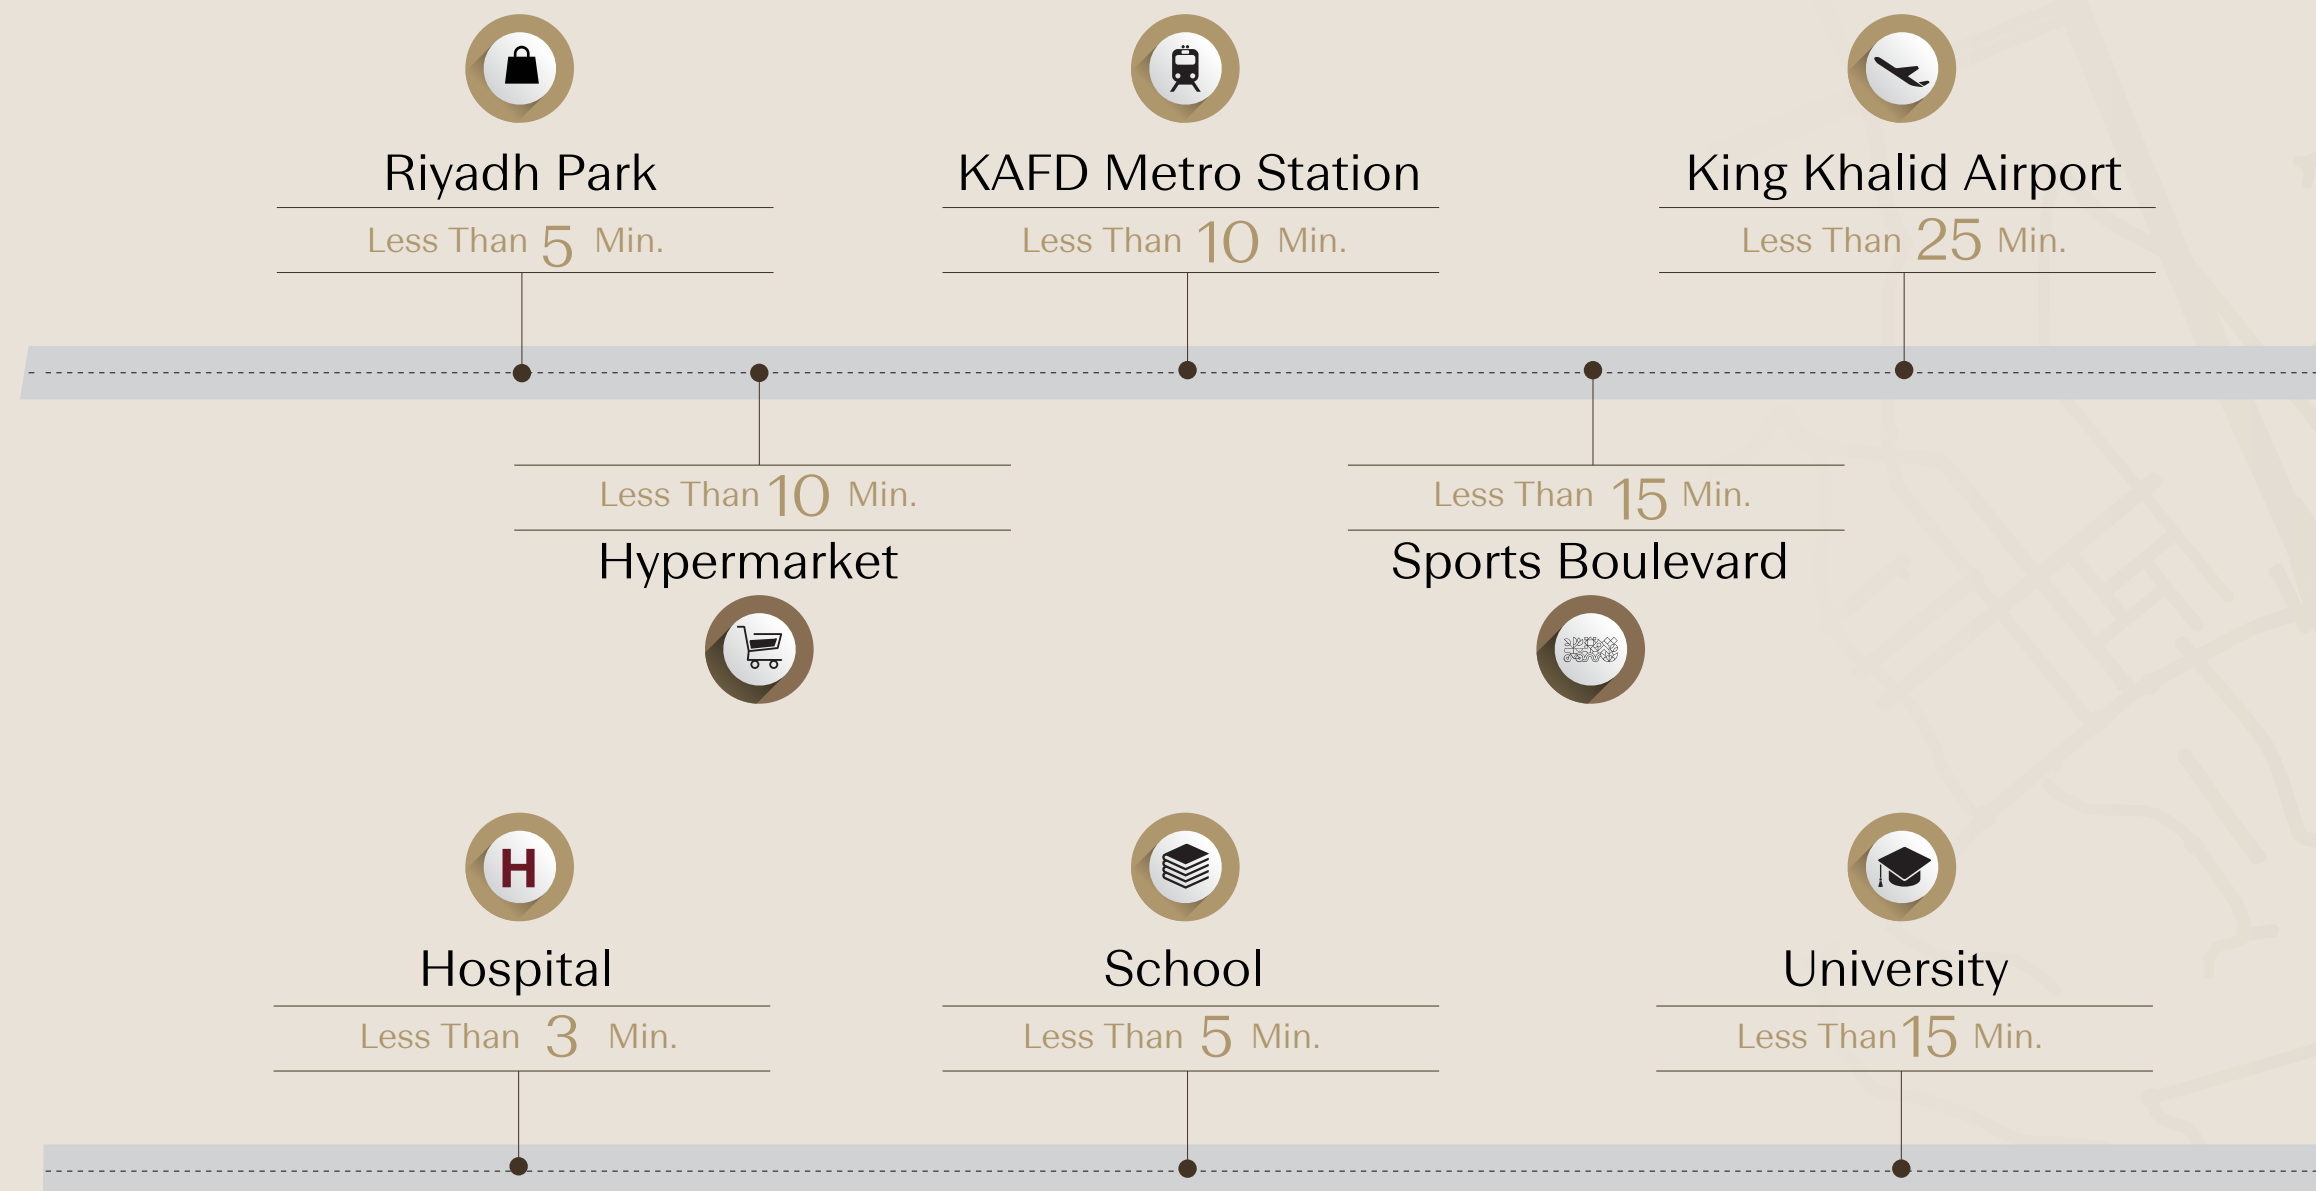 Riyadh Park
Less Than 5 Min.
KAFD Metro Station
Less Than 10 Min.
King Khalid Airport
Less Than 25 Min.
Less Than 10 Min.
Hypermarket
Less Than 15 Min.
Sports Boulevard
H
Hospital
Less Than 3 Min.
School
Less Than 5 Min.
University
Less Than 15 Min.